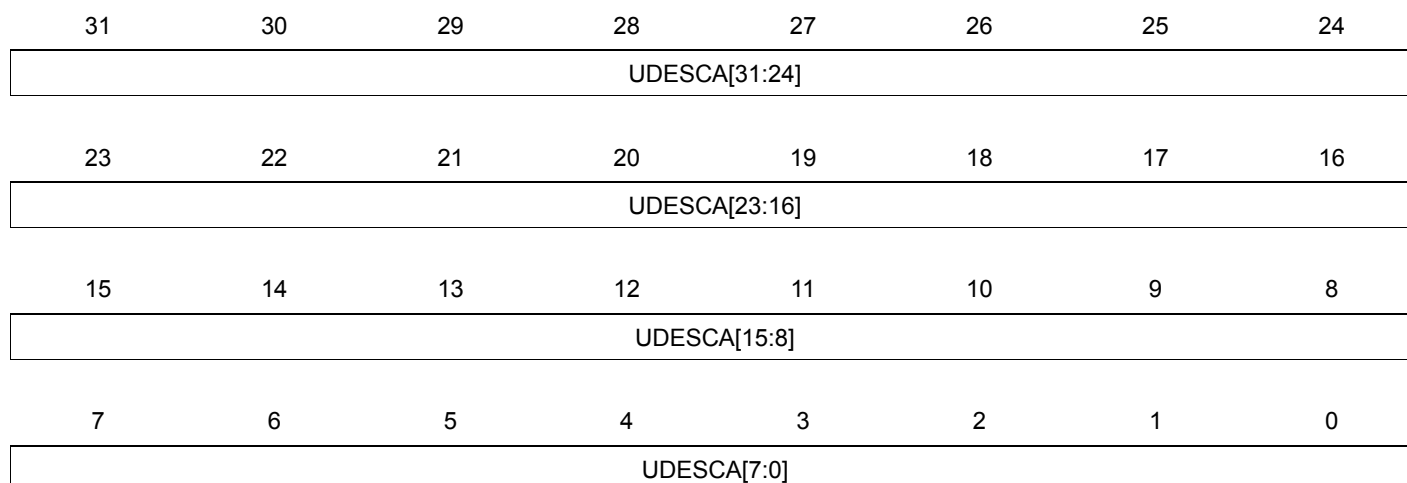 31 30 29 28 27 26 25 24
UDESCA[31:24]
23 22 21 20 19 18 17 16
UDESCA[23:16]
15 14 13 12 11 10 9 8
UDESCA[15:8]
7 6 5 4 3 2 1 0
UDESCA[7:0]